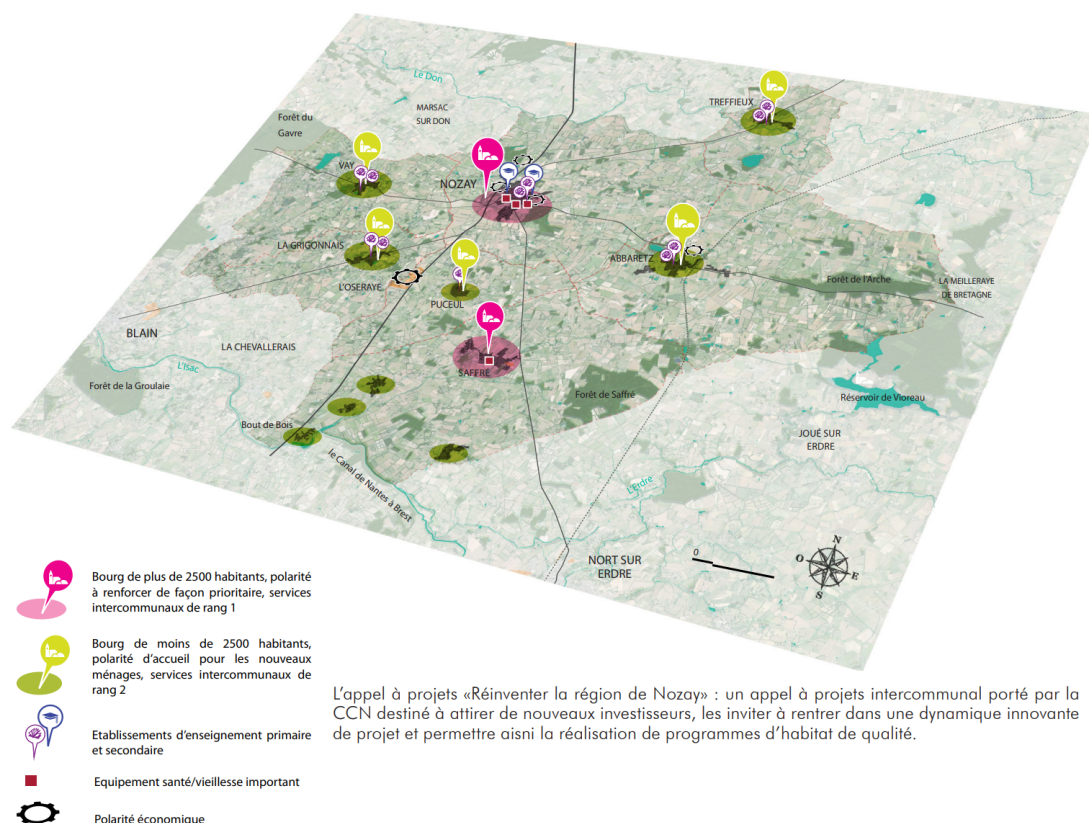 Le Don
MARSAC
SUR DON
TREFFIEUX
Forêt du
Gavre
VAY
NOZAY
LA GRIGONNAIS
ABBARETZ
L'OSERAYE
Forêt de l'Arche
LA MEILLERAYE
DE BRETAGNE
PUCEUL
BLAIN
LA CHEVALLERAIS
L'Isac
SAFFRÉ
Forêt de la Groulaie
Forêt de Saffré
Réservoir de Vioreau
Bout de Bois
JOUÉ SUR
ERDRE
le Canal de Nantes à Brest
L'Erdre
NORT SUR
ERDRE
0
N
O
E
S
Bourg de plus de 2500 habitants, polarité
à renforcer de façon prioritaire, services
intercommunaux de rang 1
Bourg de moins de 2500 habitants,
polarité d'accueil pour les nouveaux
ménages, services intercommunaux de
rang 2
Etablissements d'enseignement primaire
et secondaire
Equipement santé/vieillesse important
Polarité économique
L'appel à projets «Réinventer la région de Nozay» : un appel à projets intercommunal porté par la
CCN destiné à attirer de nouveaux investisseurs, les inviter à rentrer dans une dynamique innovante
de projet et permettre aisni la réalisation de programmes d'habitat de qualité.